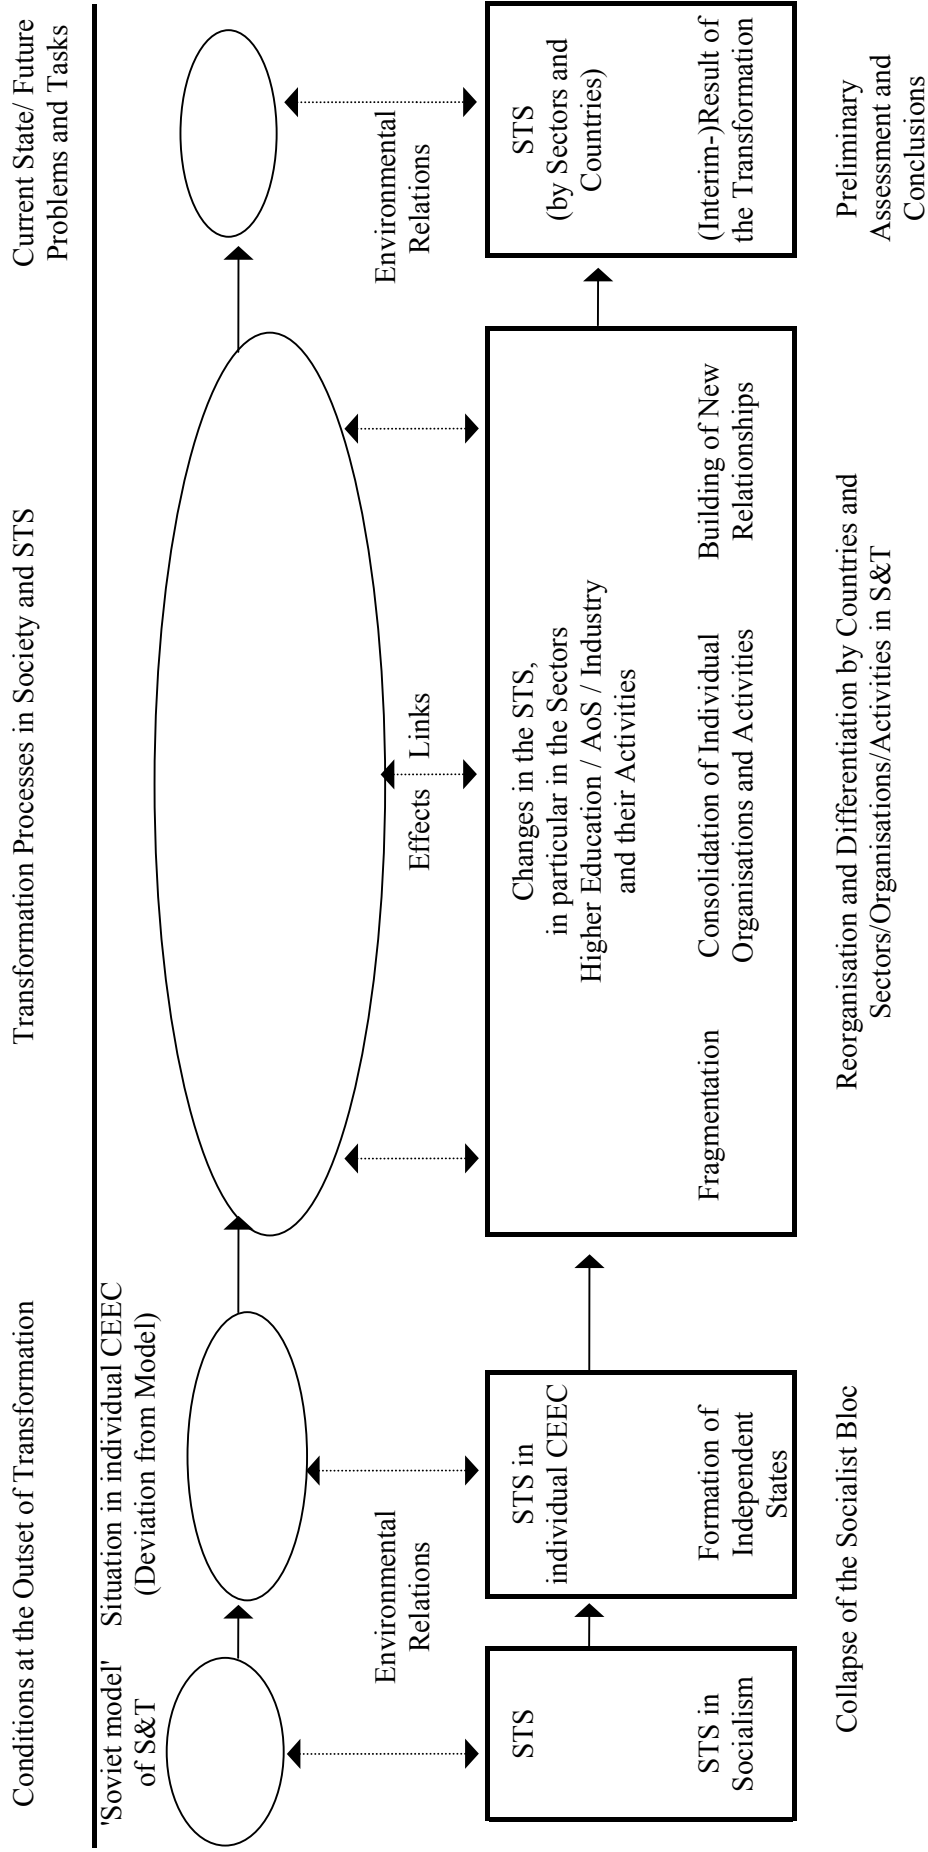 Conditions at the Outset of Transformation
Transformation Processes in Society and STS
Current State/ Future
Problems and Tasks
'Soviet model'
of S&T
Situation in individual CEEC
(Deviation from Model)
Environmental
Relations
Effects Links
Environmental
Relations
STS
STS in
Socialism
STS in
individual CEEC
Formation of
Independent
States
Changes in the STS,
in particular in the Sectors
Higher Education / AoS / Industry
and their Activities
Fragmentation
Consolidation of Individual
Organisations and Activities
Building of New
Relationships
STS
(by Sectors and
Countries)
(Interim-)Result of
the Transformation
Collapse of the Socialist Bloc
Reorganisation and Differentiation by Countries and
Sectors/Organisations/Activities in S&T
Preliminary
Assessment and
Conclusions